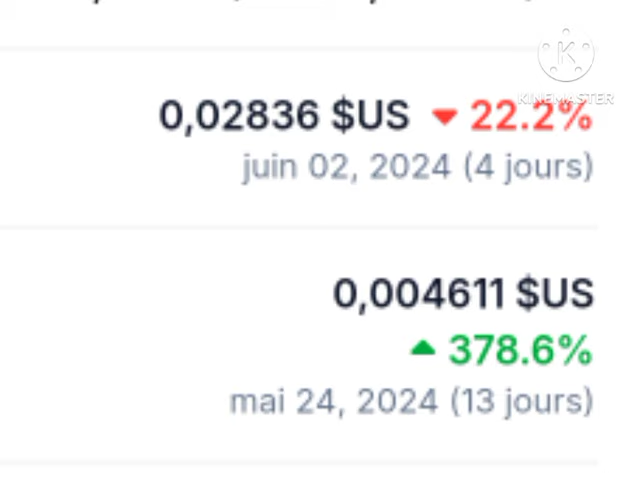 KINEMASTER
0,02836 $US ▼ 22.2%
juin 02, 2024 (4 jours)
0,004611 $US
▲ 378.6%
mai 24, 2024 (13 jours)